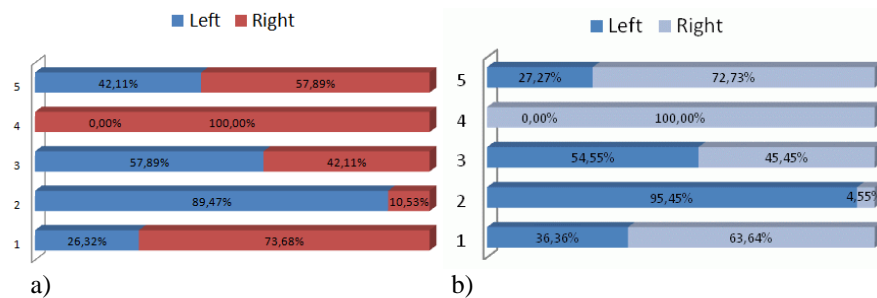 Left Right
5 42,11% 57,89%
4 0,00% 100,00%
3 57,89% 42,11%
2 89,47% 10,53%
1 26,32% 73,68%
a)
Left Right
5 27,27% 72,73%
4 0,00% 100,00%
3 54,55% 45,45%
2 95,45% 4,55%
1 36,36% 63,64%
b)